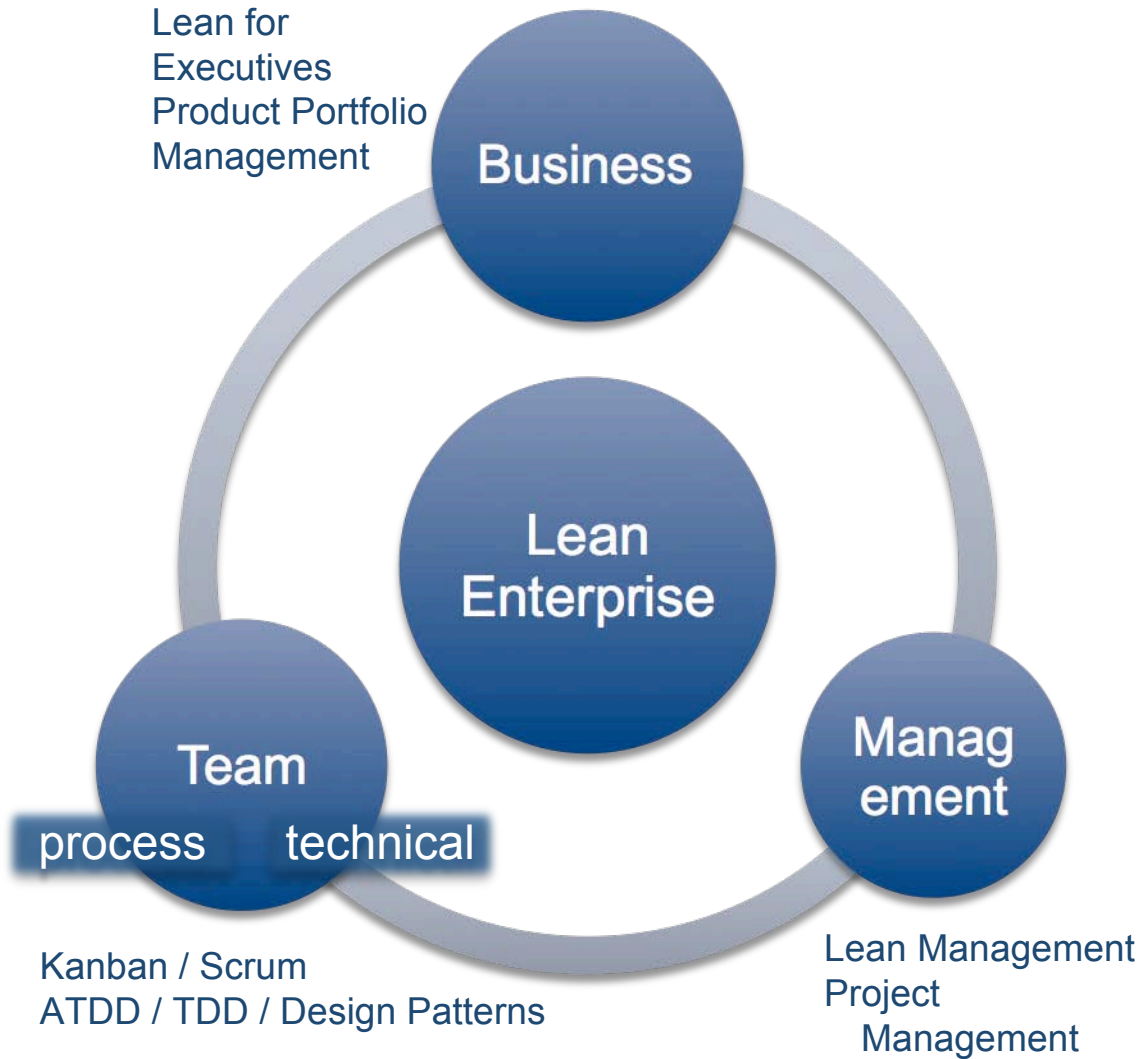 Lean for
Executives
Product Portfolio
Management
Business
Lean
Enterprise
Team
process technical
Manag
ement
Kanban / Scrum
ATDD / TDD / Design Patterns
Lean Management
Project
Management